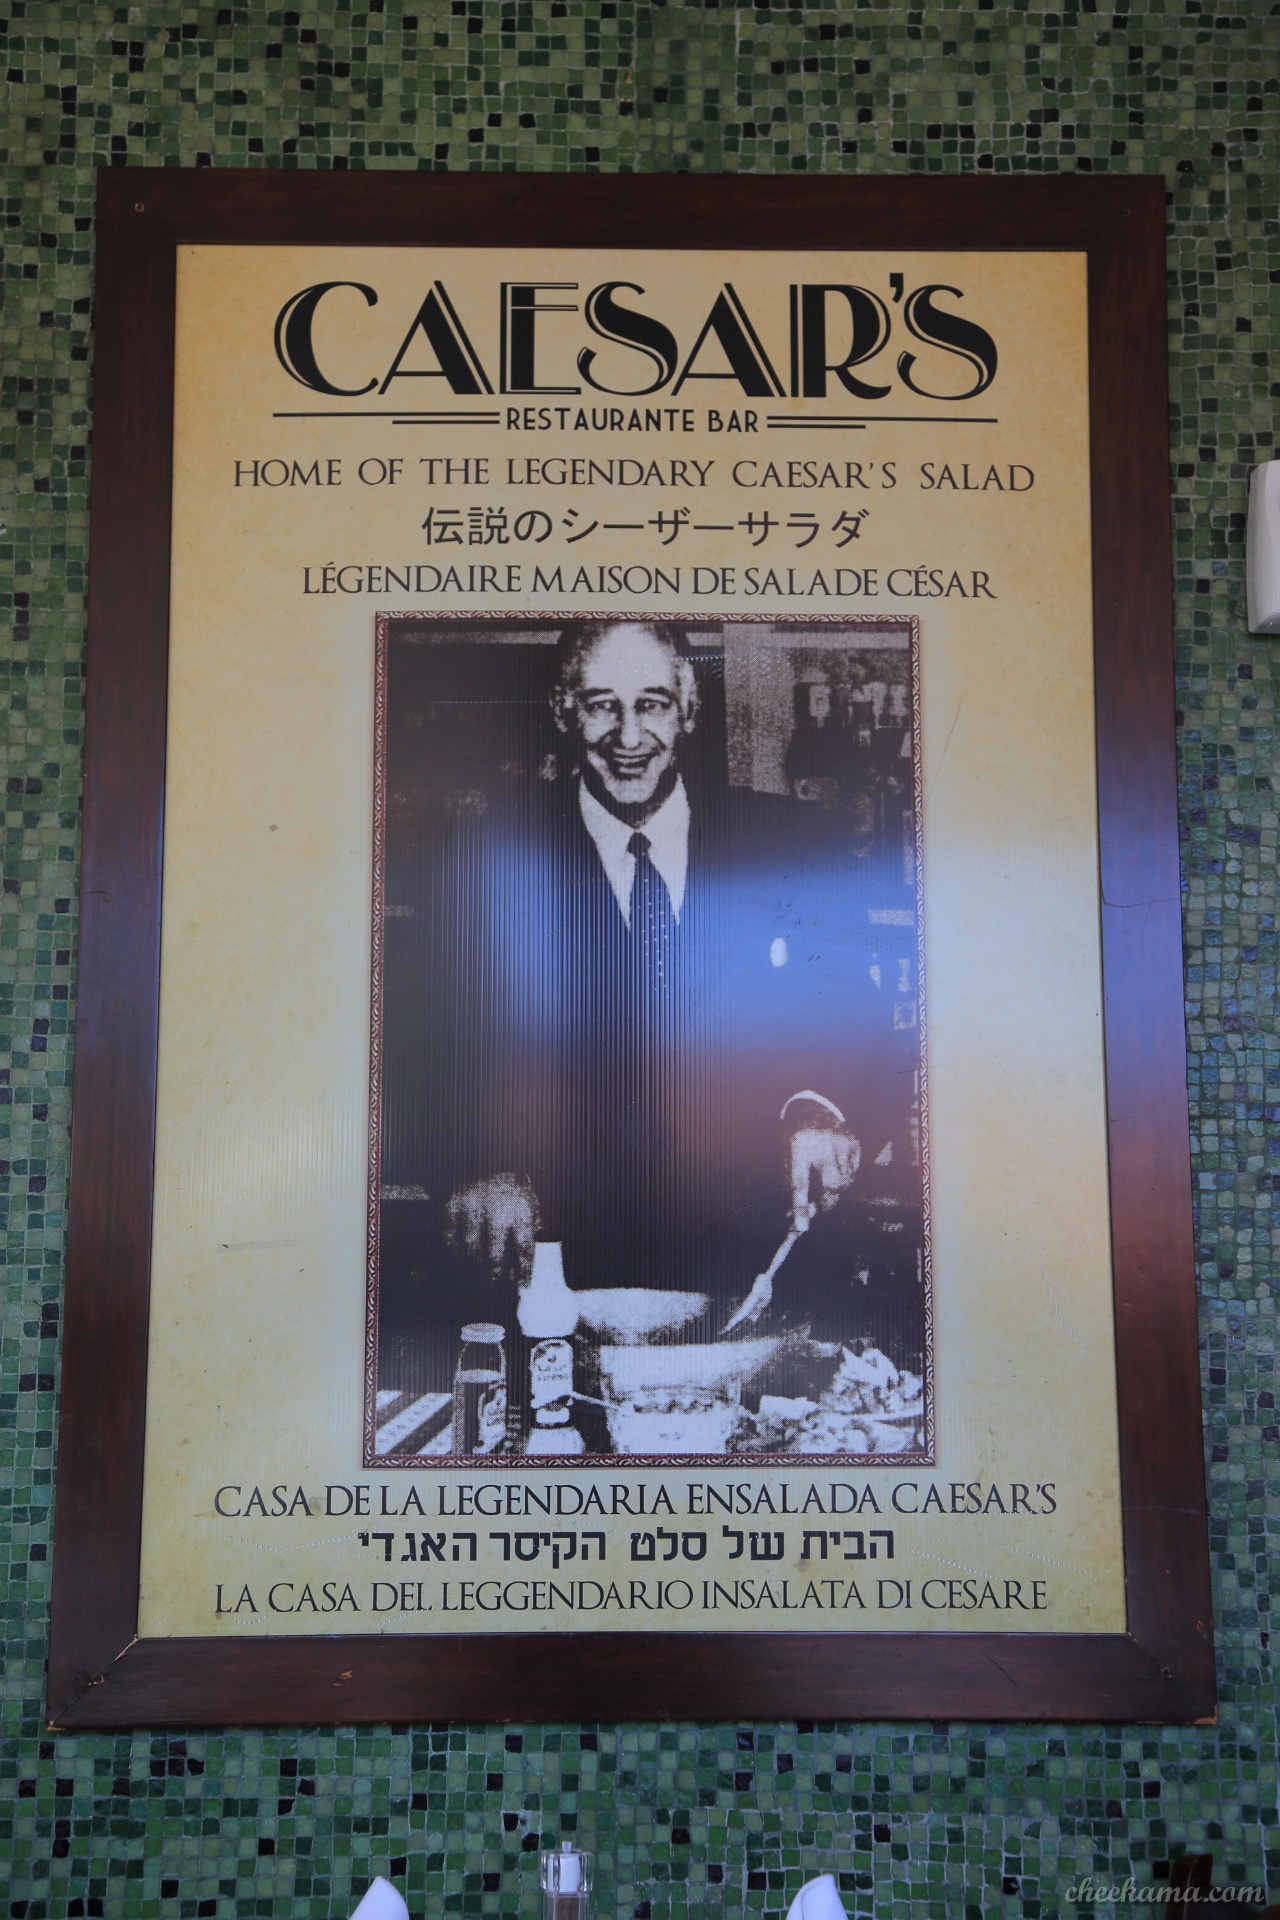 CAESAR'S
RESTAURANTE BAR
HOME OF THE LEGENDARY CAESAR'S SALAD
伝説のシーザーサラダ
LÉGENDAIRE MAISON DE SALADE CÉSAR
CASA DE LA LEGENDARIA ENSALADA CAESAR'S
הבית של סלט הקיסר האגדי
LA CASA DEL LEGGENDARIO INSALATA DI CESARE
cheekama.com